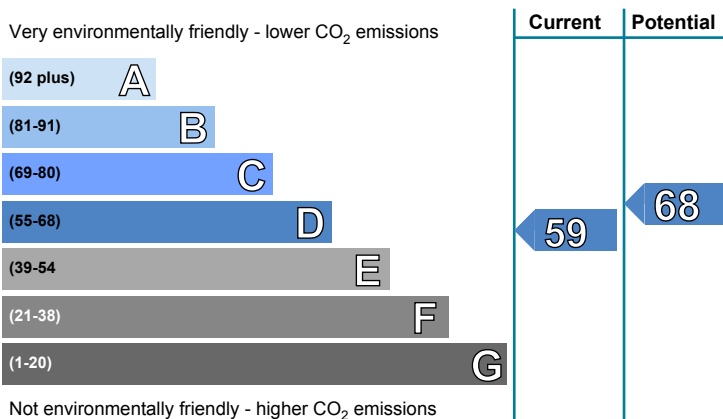 Very environmentally friendly - lower CO2 emissions
Current
Potential
(92 plus) A
(81-91) B
(69-80) C
(55-68) D
(39-54 E
(21-38) F
(1-20) G
59
68
Not environmentally friendly - higher CO2 emissions